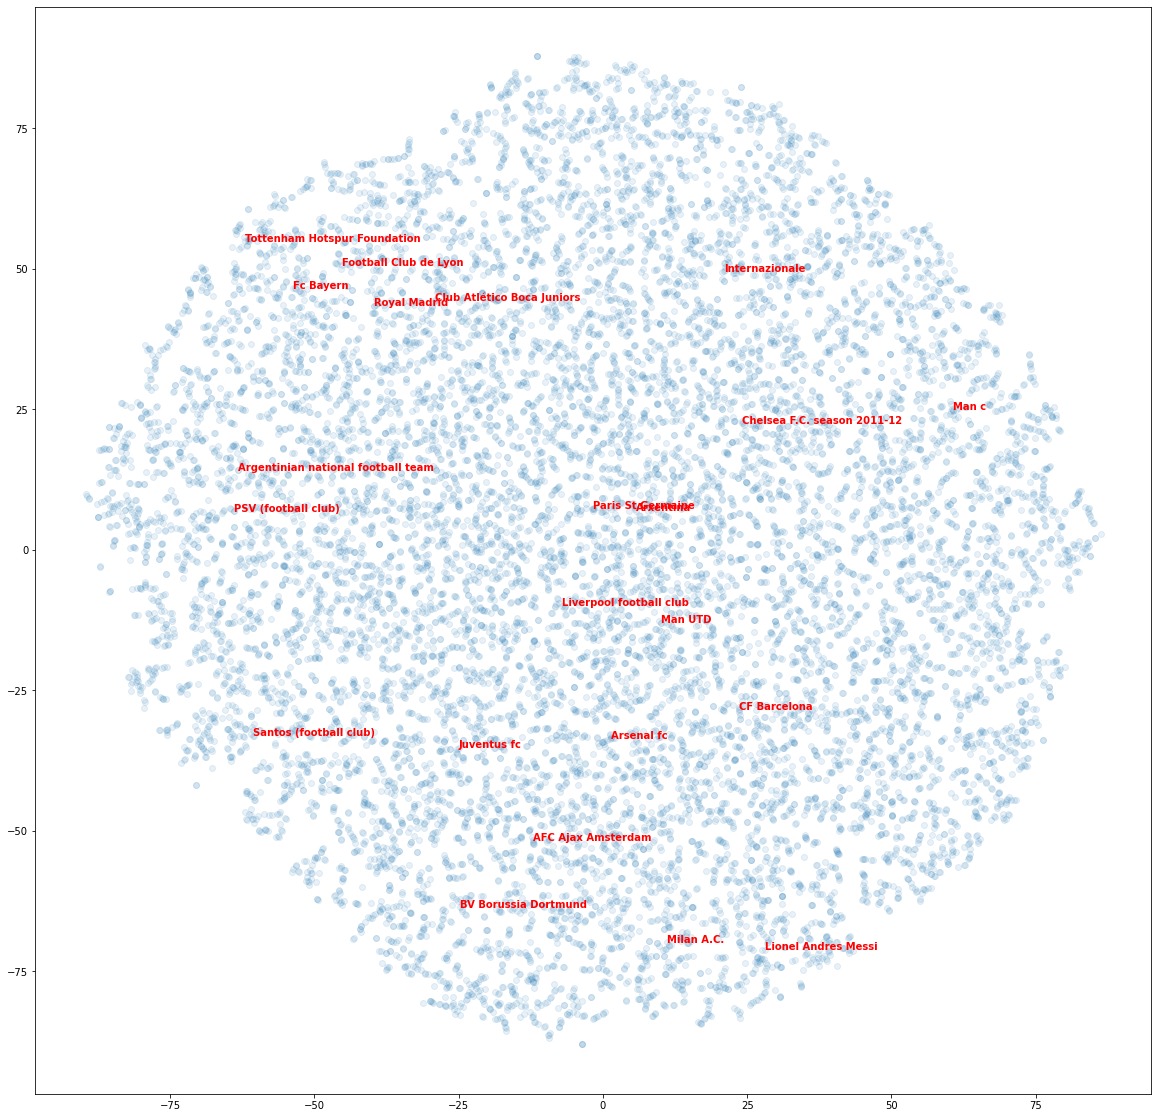 75
50
25
0
−25
−50
−75
Tottenham Hotspur Foundation
Football Club de Lyon
Internazionale
Fc Bayern
Club Atlético Boca Juniors
Royal Madrid
Man c
Chelsea F.C. season 2011-12
Argentinian national football team
Paris St Germaine
Arxentina
PSV (football club)
Liverpool football club
Man UTD
CF Barcelona
Santos (football club)
Arsenal fc
Juventus fc
AFC Ajax Amsterdam
BV Borussia Dortmund
Milan A.C.
Lionel Andres Messi
−75 −50 −25 0 25 50 75